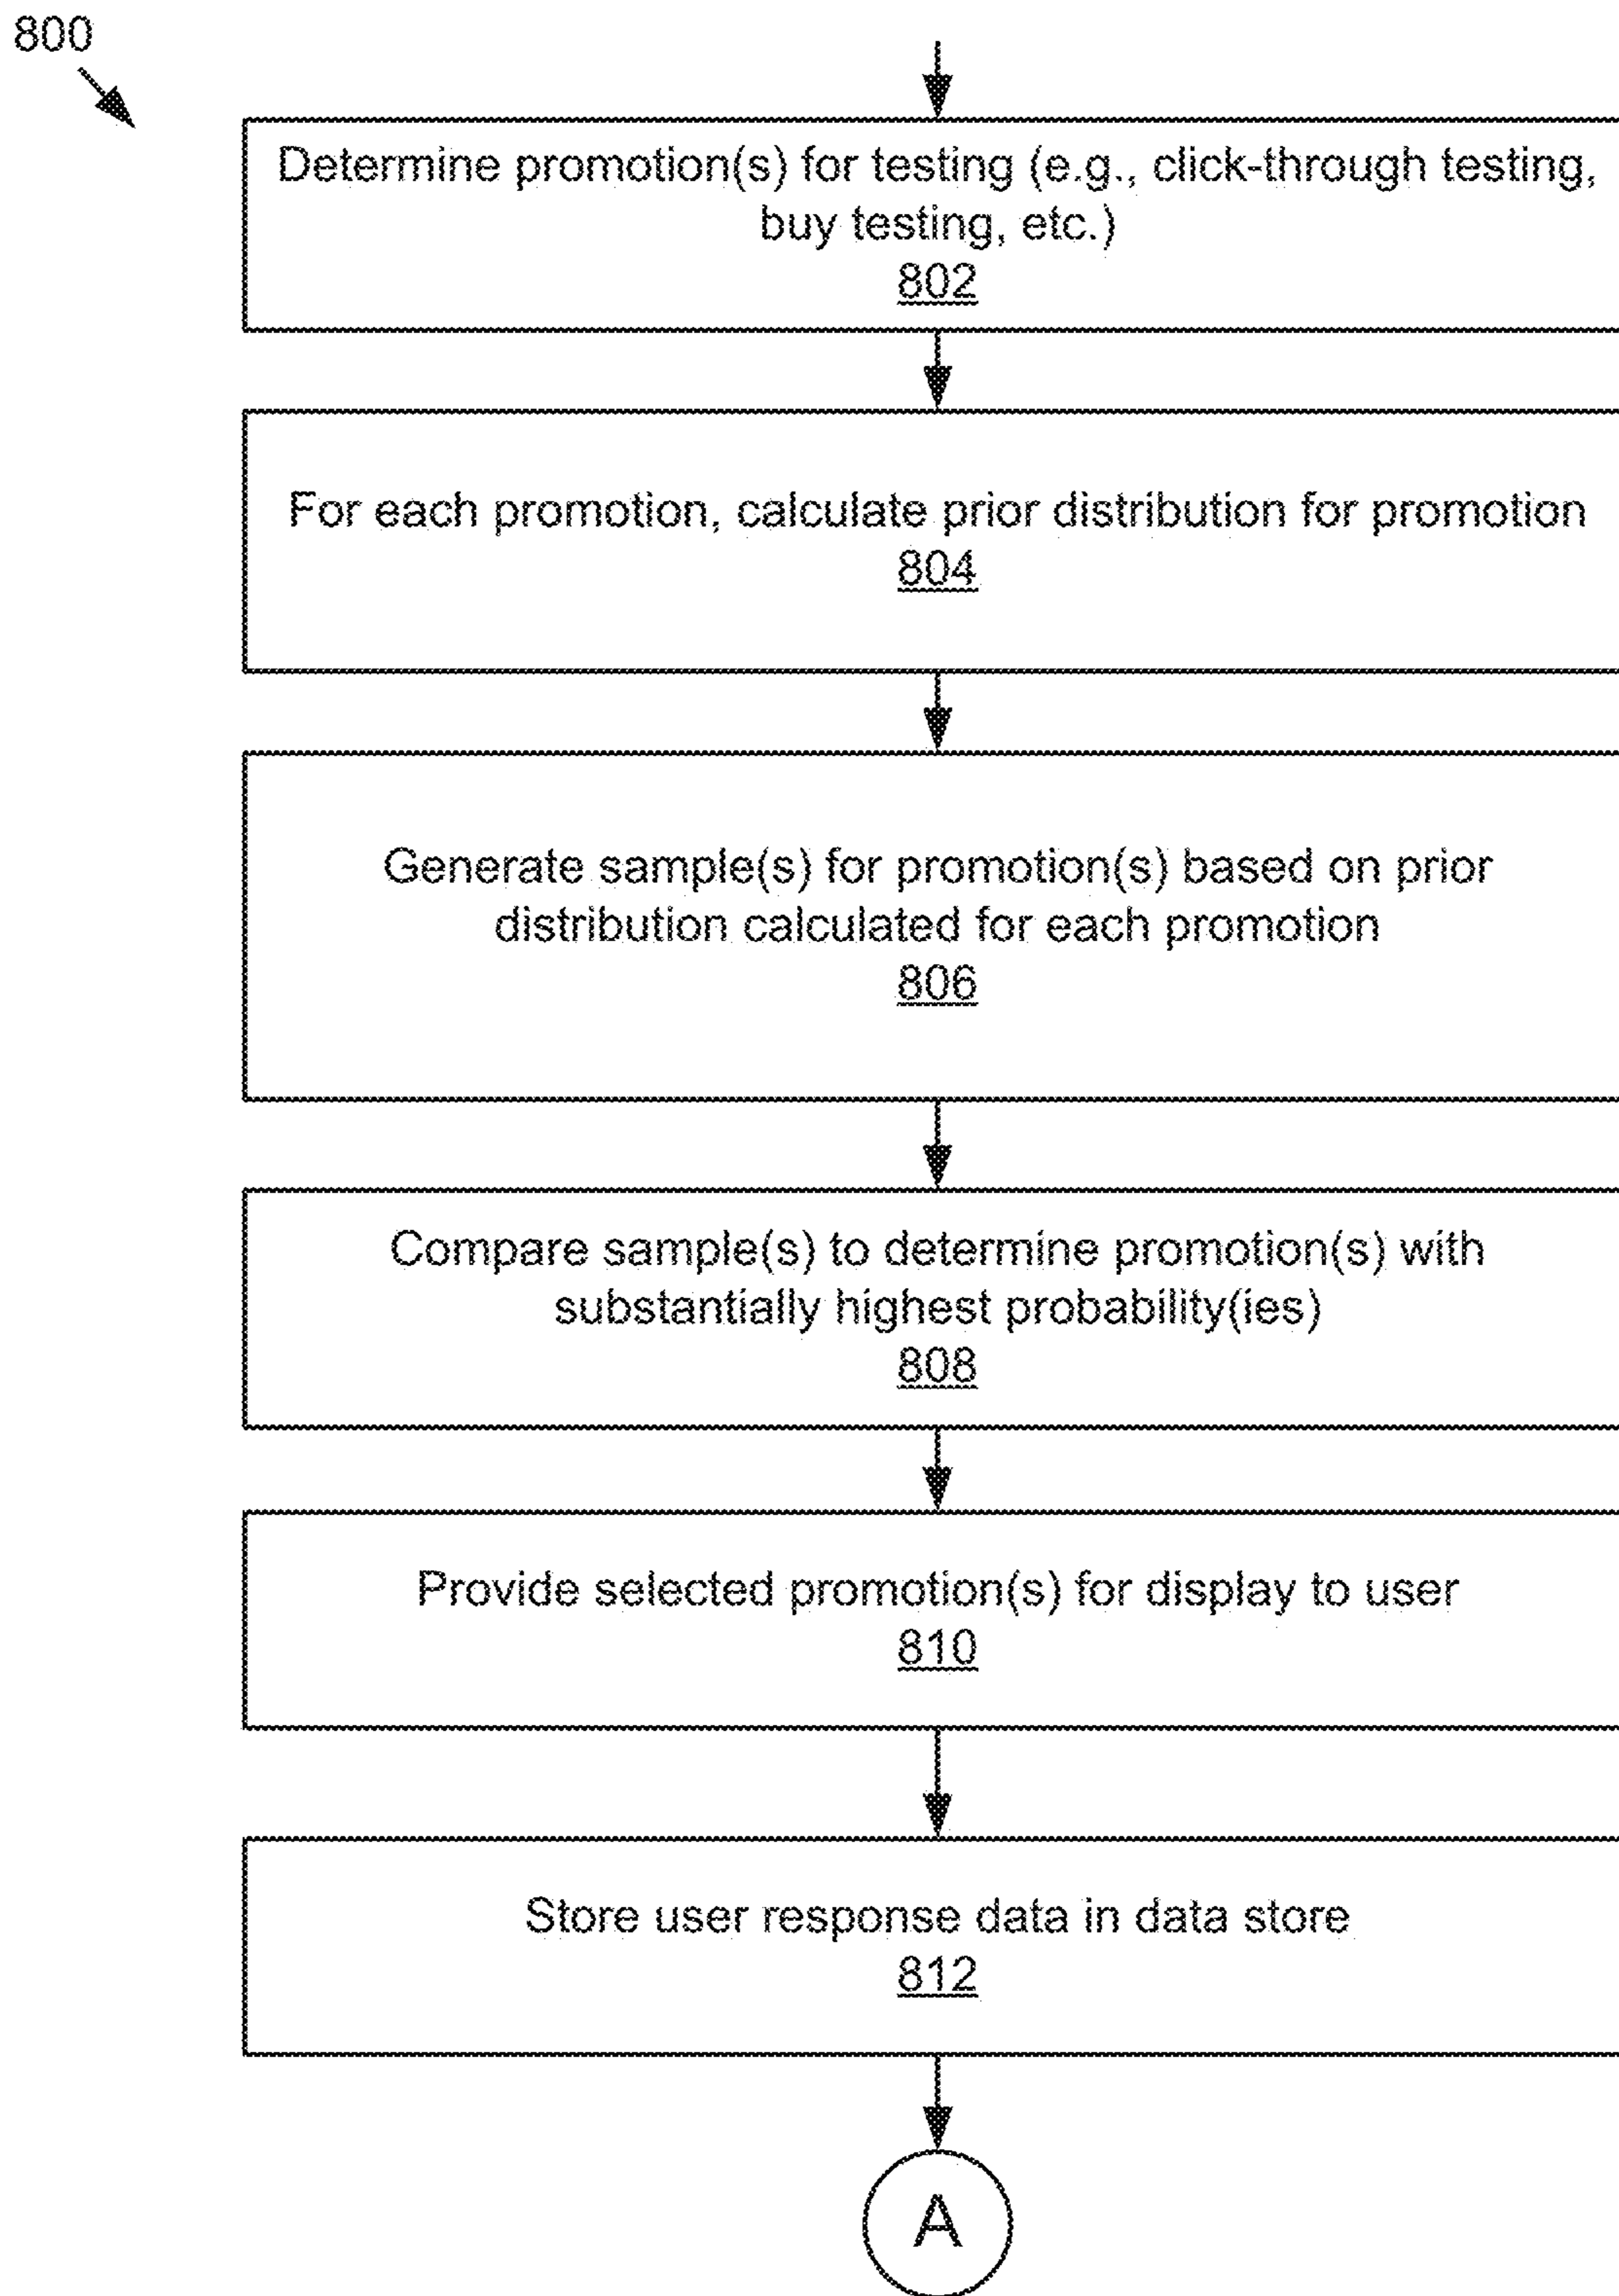 800
Determine promotion(s) for testing (e.g., click-through testing,
buy testing, etc.)
802
For each promotion, calculate prior distribution for promotion
804
Generate sample(s) for promotion(s) based on prior
distribution calculated for each promotion
806
Compare sample(s) to determine promotion(s) with
substantially highest probability(ies)
808
Provide selected promotion(s) for display to user
810
Store user response data in data store
812
A